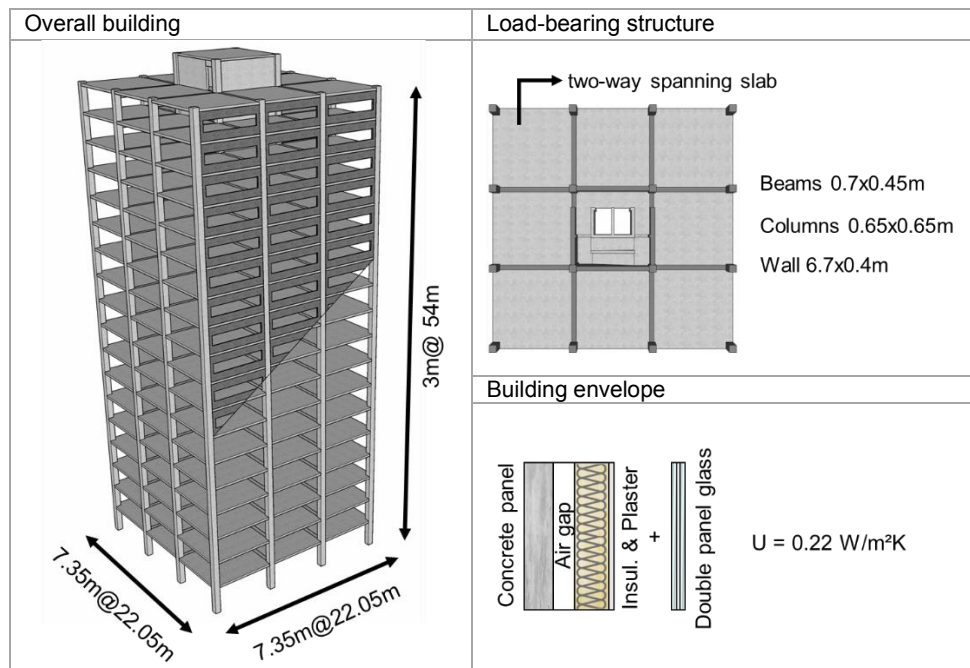 Overall building
Load-bearing structure
3m@ 54m
7.35m@22.05m
7.35m@22.05m
two-way spanning slab
Beams 0.7x0.45m
Columns 0.65x0.65m
Wall 6.7x0.4m
Building envelope
Concrete panel
Air gap
Insul. & Plaster
+
Double panel glass
U = 0.22 W/m²K